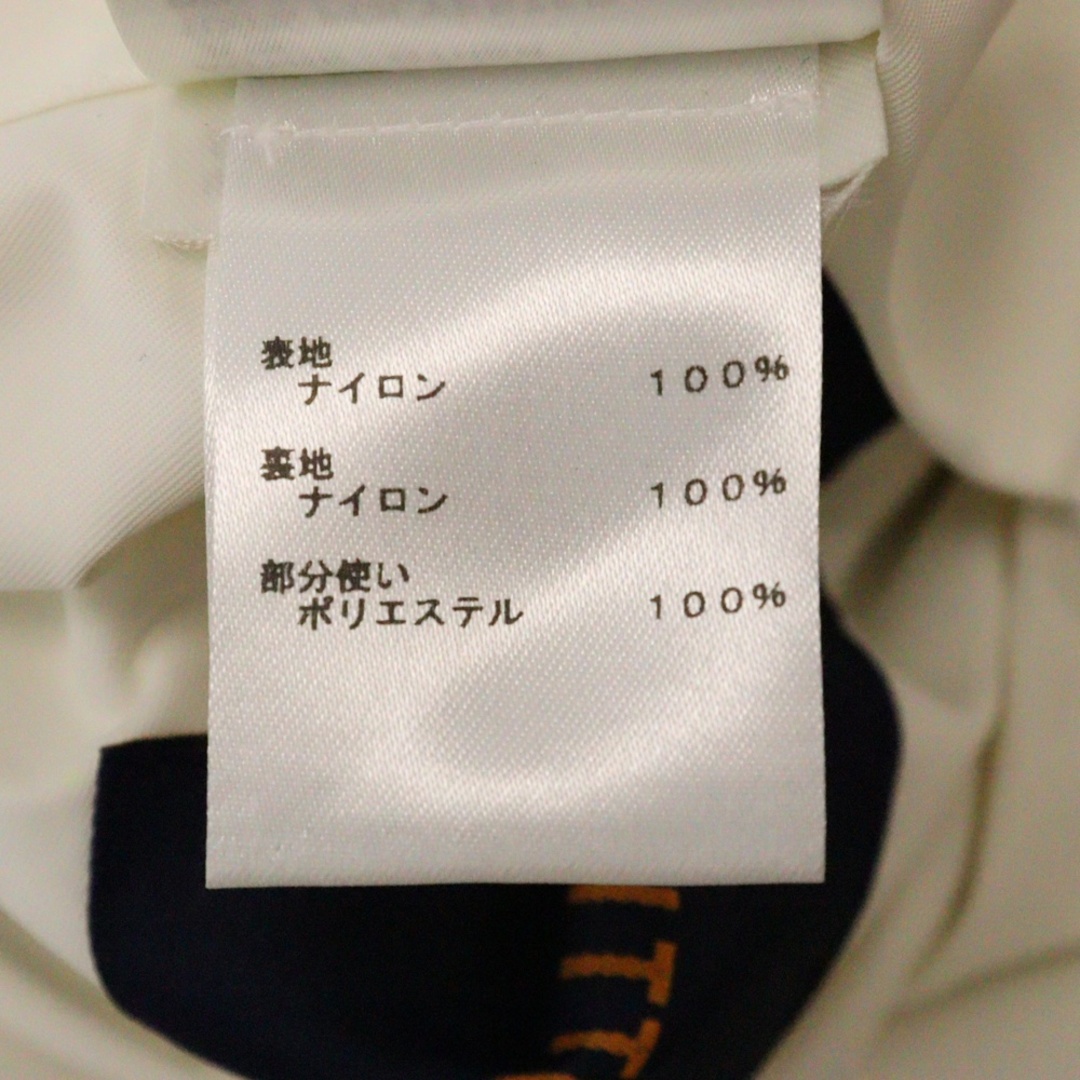 表地
ナイロン 100%
裏地
ナイロン 100%
部分使い
ポリエステル 100%